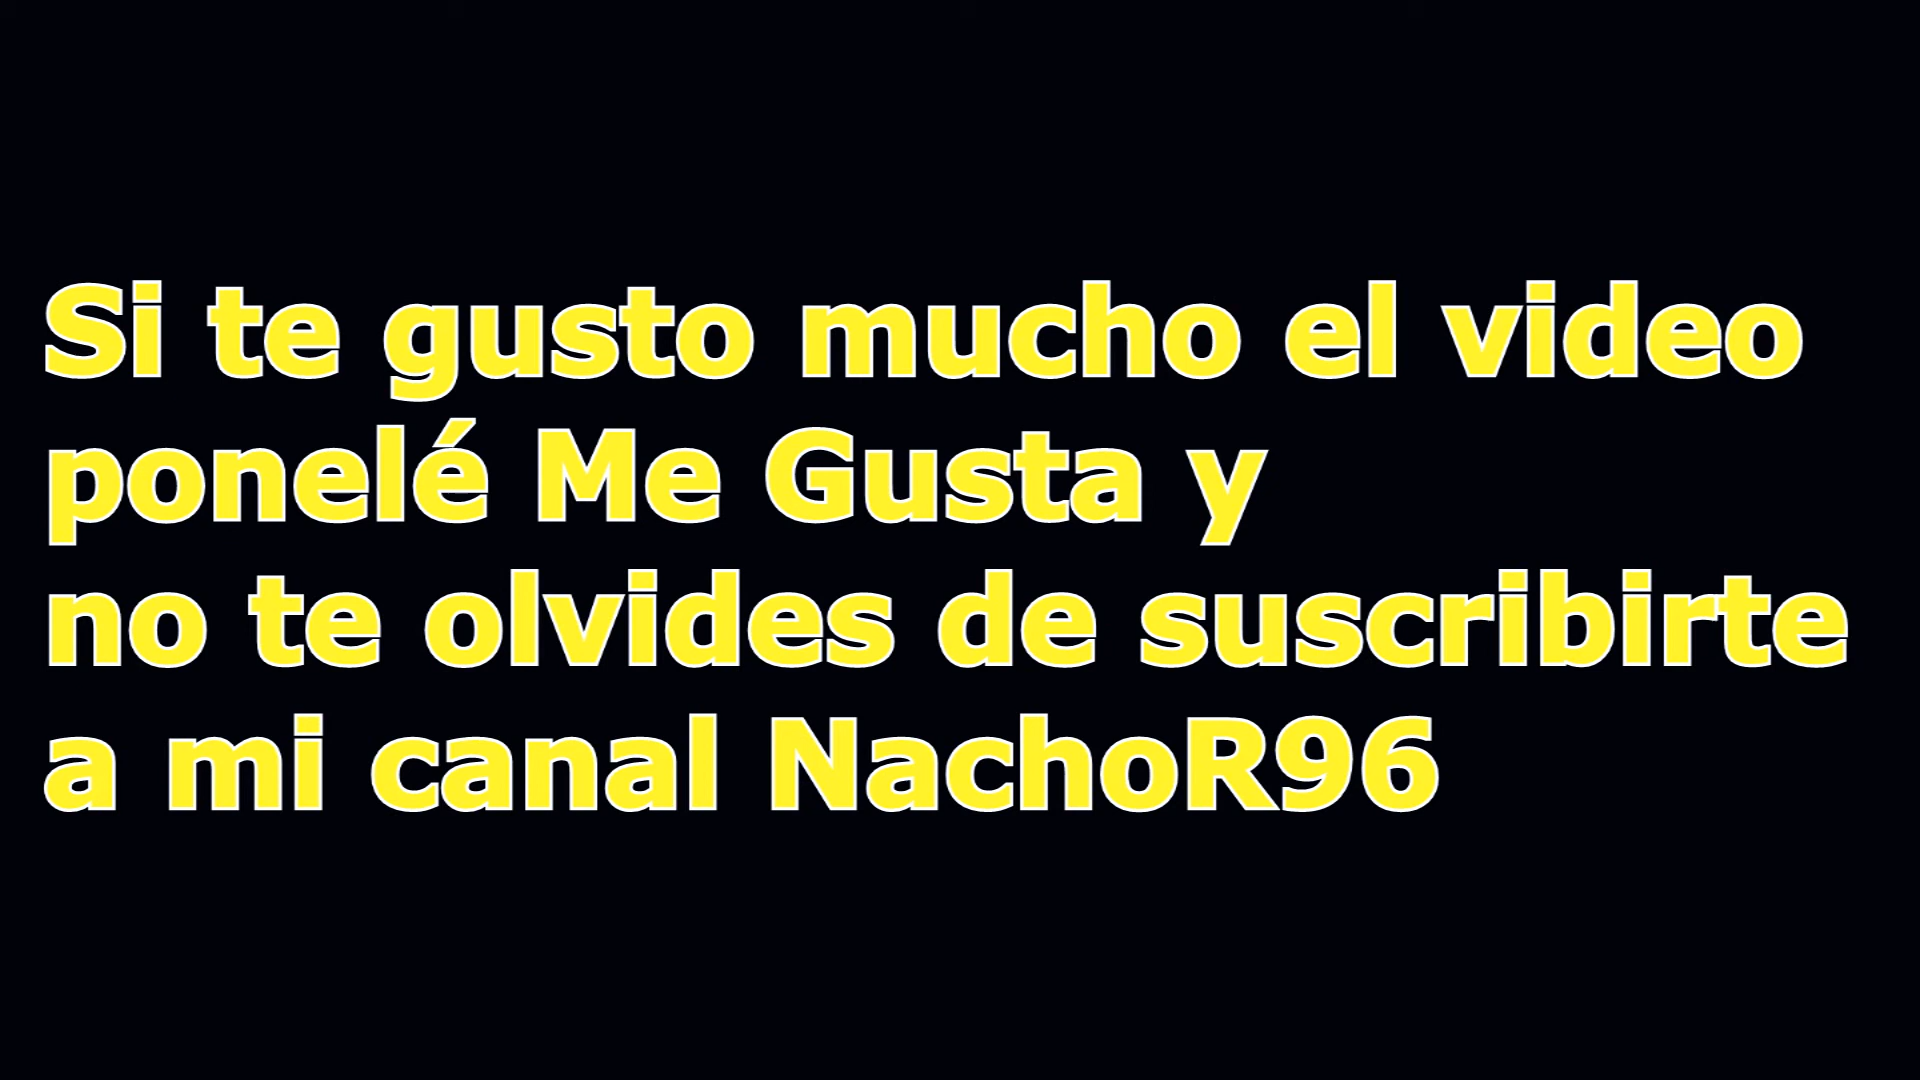 Si te gusto mucho el video
ponelé Me Gusta y
no te olvides de suscribirte
a mi canal NachoR96